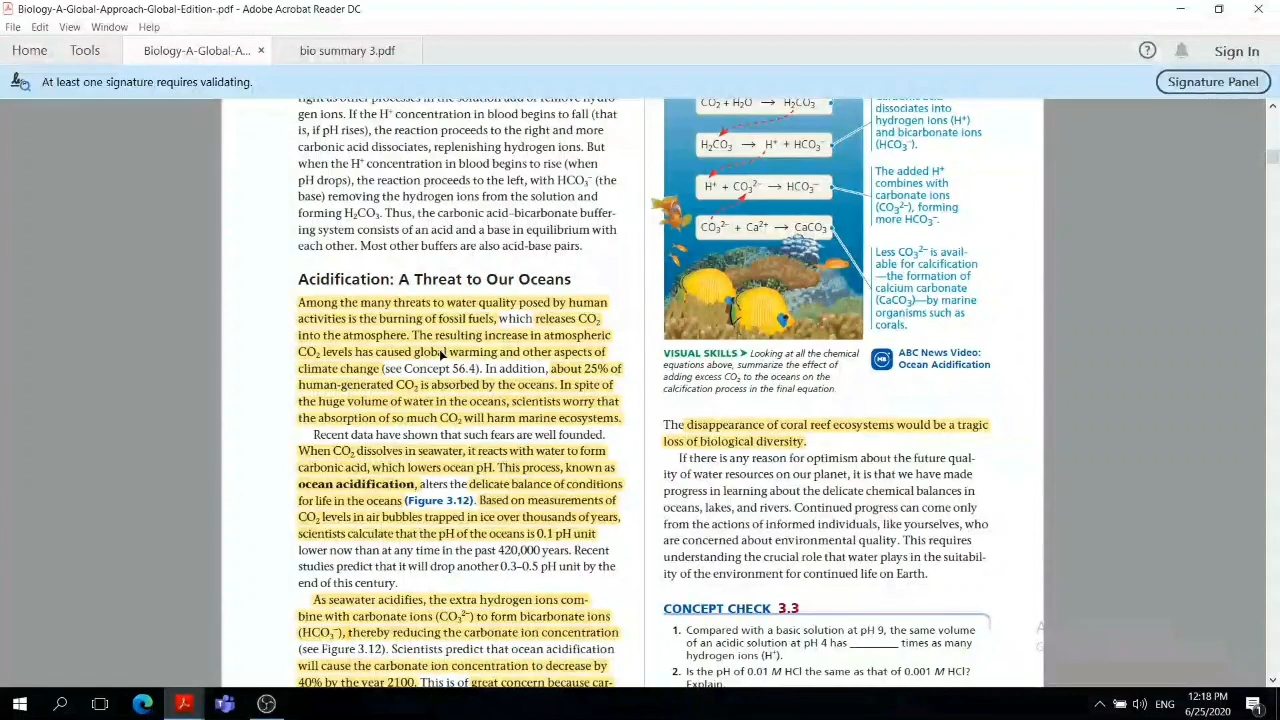 Biology-A-Global-Approach-Global-Edition-.pdf - Adobe Acrobat Reader DC
File Edit View Window Help
Home Tools Biology-A-Global-A... × bio summary 3.pdf Sign In
At least one signature requires validating. Signature Panel
gen ions. If the H⁺ concentration in blood begins to fall (that
is, if pH rises), the reaction proceeds to the right and more
carbonic acid dissociates, replenishing hydrogen ions. But
when the H⁺ concentration in blood begins to rise (when
pH drops), the reaction proceeds to the left, with HCO₃⁻ (the
base) removing the hydrogen ions from the solution and
forming H₂CO₃. Thus, the carbonic acid–bicarbonate buffer-
ing system consists of an acid and a base in equilibrium with
each other. Most other buffers are also acid-base pairs.
Acidification: A Threat to Our Oceans
Among the many threats to water quality posed by human
activities is the burning of fossil fuels, which releases CO₂
into the atmosphere. The resulting increase in atmospheric
CO₂ levels has caused global warming and other aspects of
climate change (see Concept 56.4). In addition, about 25% of
human-generated CO₂ is absorbed by the oceans. In spite of
the huge volume of water in the oceans, scientists worry that
the absorption of so much CO₂ will harm marine ecosystems.
Recent data have shown that such fears are well founded.
When CO₂ dissolves in seawater, it reacts with water to form
carbonic acid, which lowers ocean pH. This process, known as
ocean acidification, alters the delicate balance of conditions
for life in the oceans (Figure 3.12). Based on measurements of
CO₂ levels in air bubbles trapped in ice over thousands of years,
scientists calculate that the pH of the oceans is 0.1 pH unit
lower now than at any time in the past 420,000 years. Recent
studies predict that it will drop another 0.3–0.5 pH unit by the
end of this century.
As seawater acidifies, the extra hydrogen ions com-
bine with carbonate ions (CO₃²⁻) to form bicarbonate ions
(HCO₃⁻), thereby reducing the carbonate ion concentration
(see Figure 3.12). Scientists predict that ocean acidification
will cause the carbonate ion concentration to decrease by
40% by the year 2100. This is of great concern because car-
CO₂ + H₂O → H₂CO₃
H₂CO₃ → H⁺ + HCO₃⁻
H⁺ + CO₃²⁻ → HCO₃⁻
CO₃²⁻ + Ca²⁺ → CaCO₃
dissociates into
hydrogen ions (H⁺)
and bicarbonate ions
(HCO₃⁻).
The added H⁺
combines with
carbonate ions
(CO₃²⁻), forming
more HCO₃⁻.
Less CO₃²⁻ is avail-
able for calcification
—the formation of
calcium carbonate
(CaCO₃)—by marine
organisms such as
corals.
VISUAL SKILLS ➤ Looking at all the chemical
equations above, summarize the effect of
adding excess CO₂ to the oceans on the
calcification process in the final equation.
ABC News Video:
Ocean Acidification
The disappearance of coral reef ecosystems would be a tragic
loss of biological diversity.
If there is any reason for optimism about the future qual-
ity of water resources on our planet, it is that we have made
progress in learning about the delicate chemical balances in
oceans, lakes, and rivers. Continued progress can come only
from the actions of informed individuals, like yourselves, who
are concerned about environmental quality. This requires
understanding the crucial role that water plays in the suitabil-
ity of the environment for continued life on Earth.
CONCEPT CHECK 3.3
1. Compared with a basic solution at pH 9, the same volume
of an acidic solution at pH 4 has ________ times as many
hydrogen ions (H⁺).
2. Is the pH of 0.01 M HCl the same as that of 0.001 M HCl?
Explain.
ENG
12:18 PM
6/25/2020